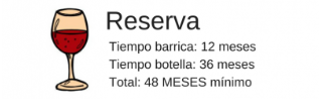 Reserva
Tiempo barrica: 12 meses
Tiempo botella: 36 meses
Total: 48 MESES mínimo